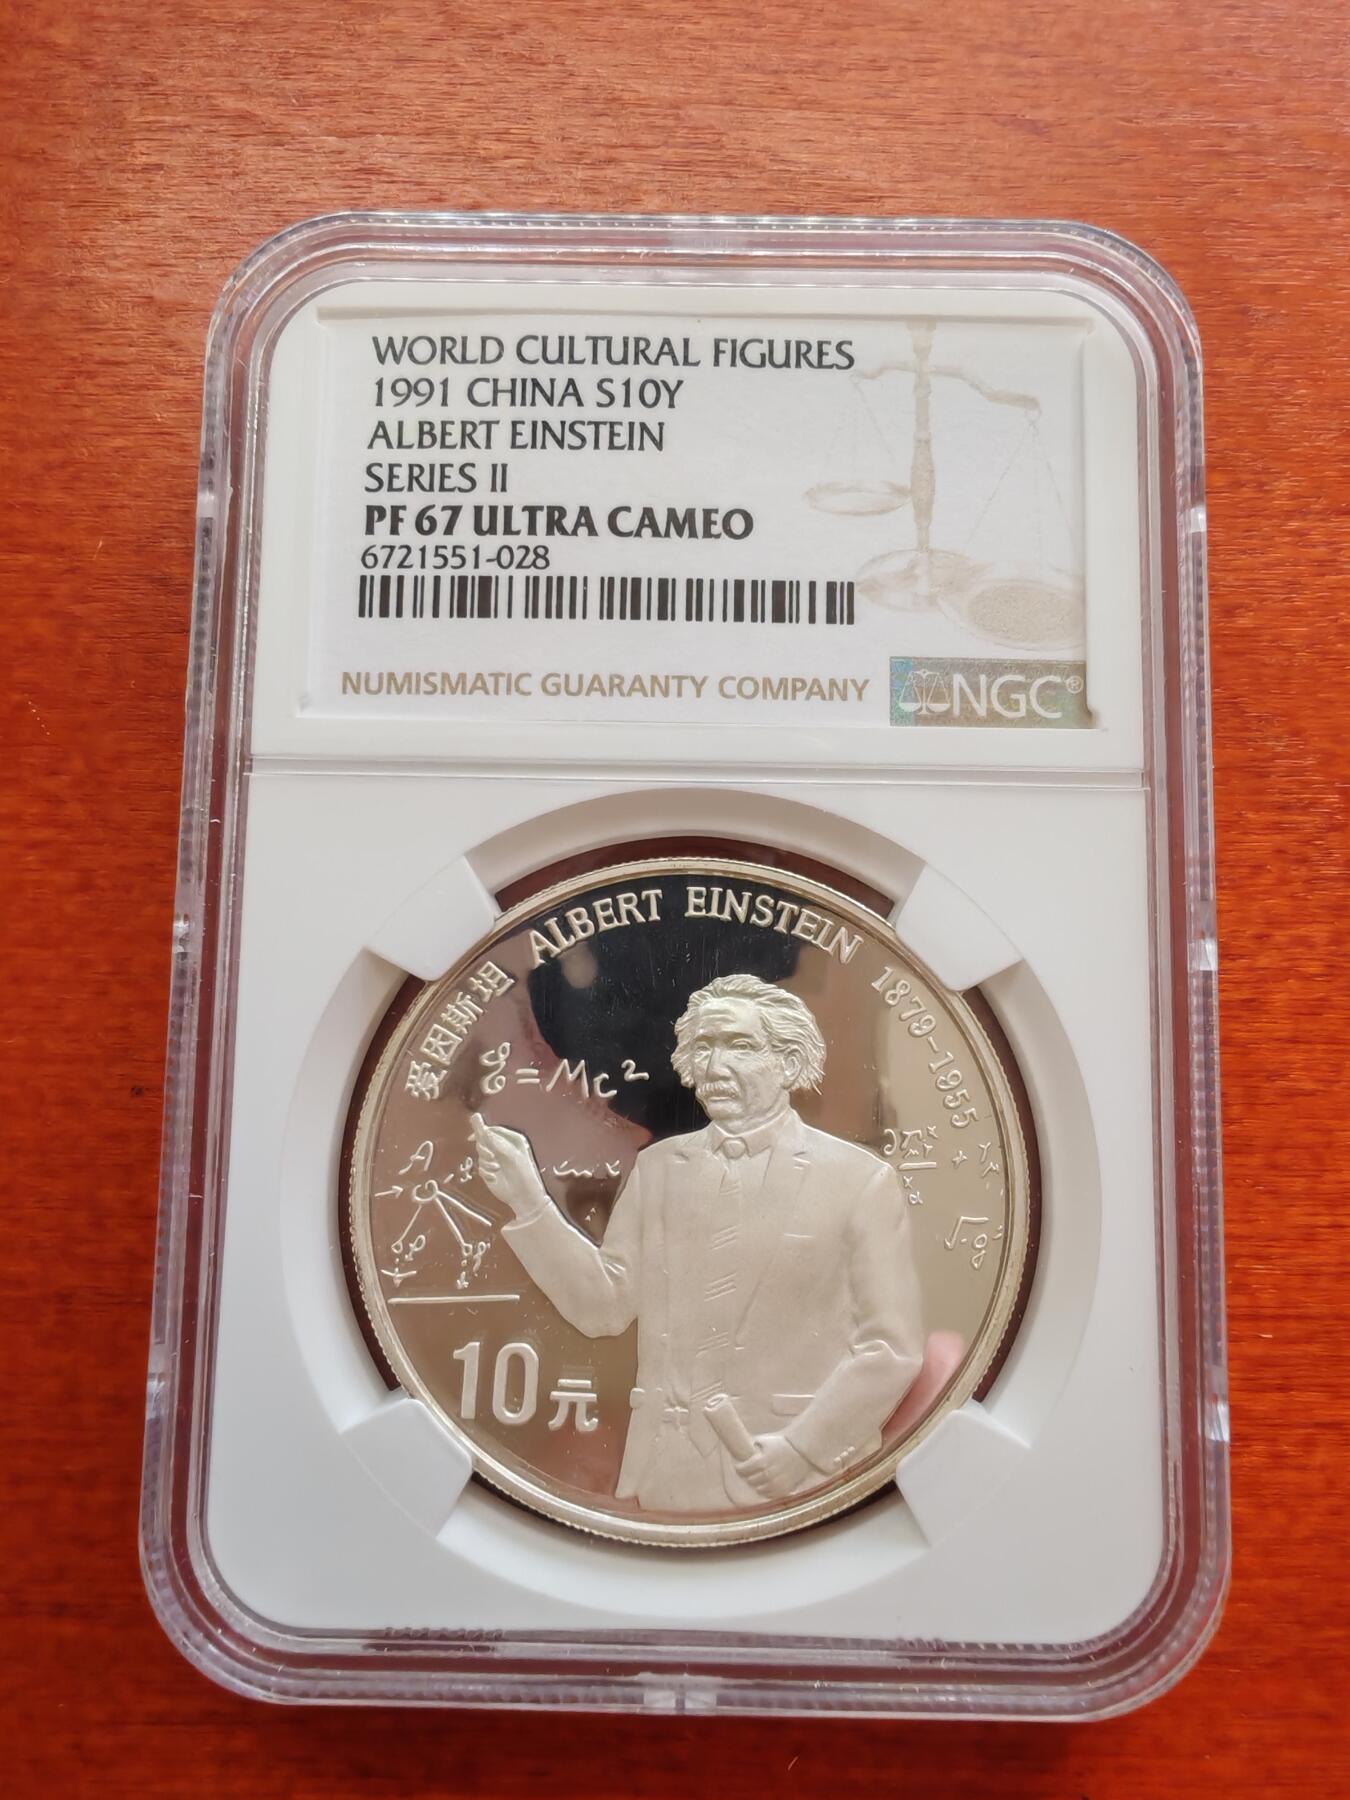 WORLD CULTURAL FIGURES
1991 CHINA S10Y
ALBERT EINSTEIN
SERIES II
PF 67 ULTRA CAMEO
6721551-028
NUMISMATIC GUARANTY COMPANY
NGC®
爱因斯坦 ALBERT EINSTEIN 1879-1955
E=Mc²
A
10元